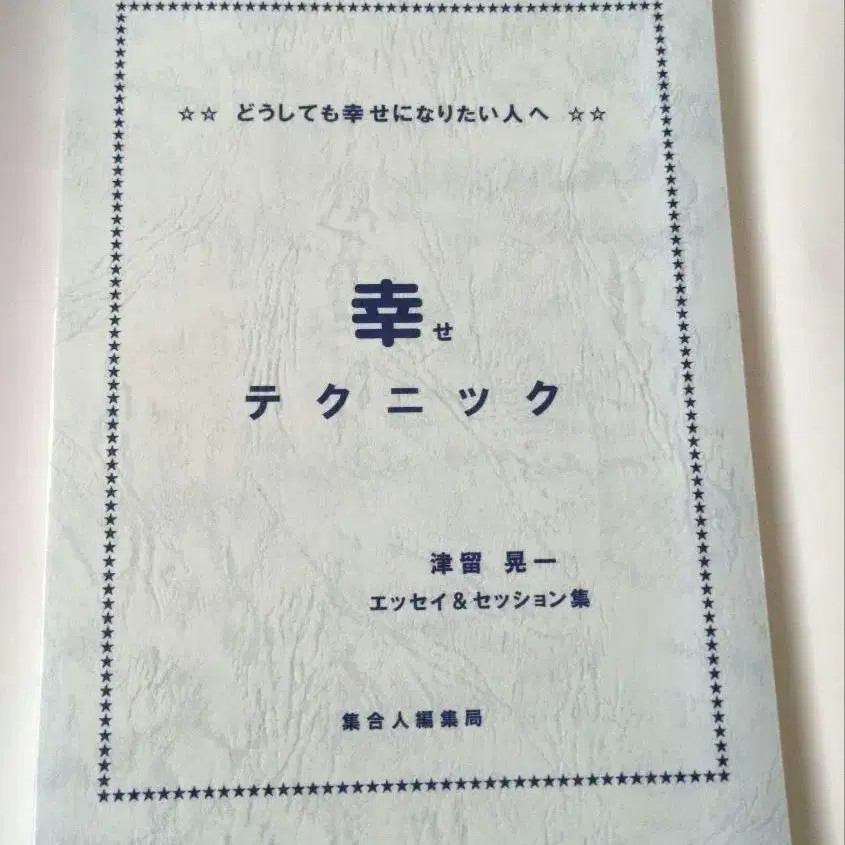 ☆☆ どうしても幸せになりたい人へ ☆☆
幸せ
テクニック
津留 晃一
エッセイ&セッション集
集合人編集局